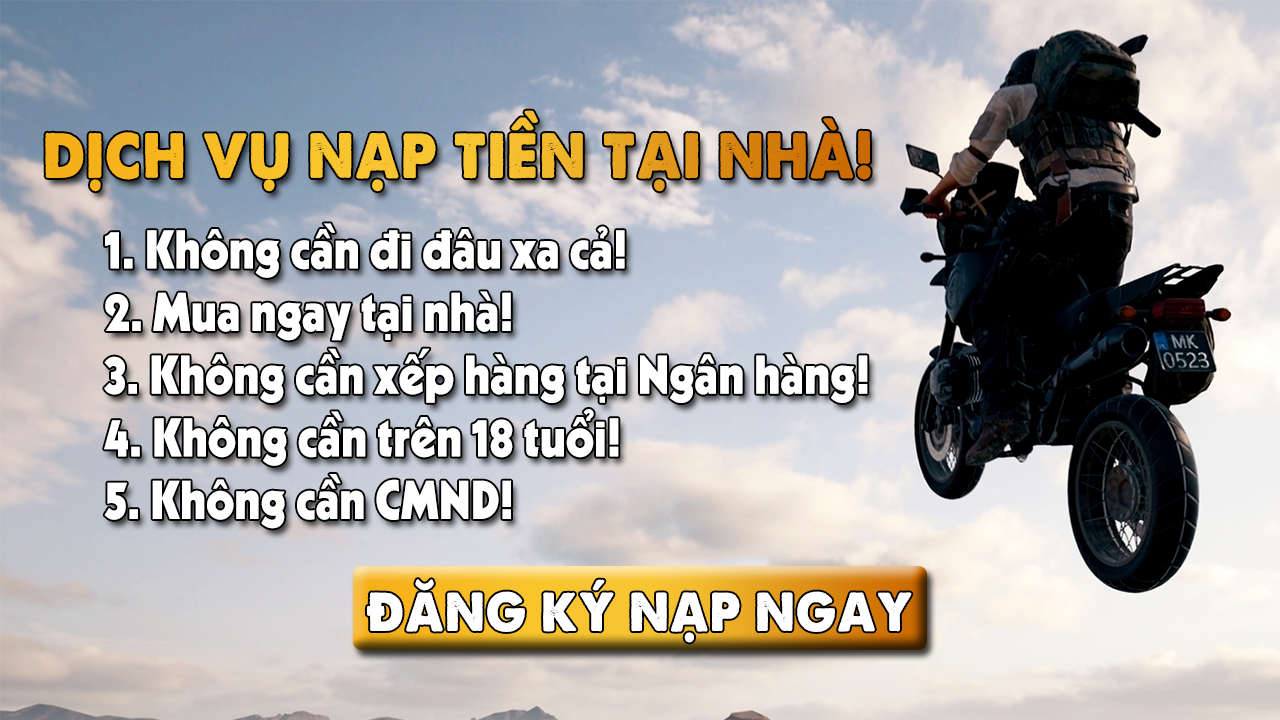 DỊCH VỤ NẠP TIỀN TẠI NHÀ!
1. Không cần đi đâu xa cả!
2. Mua ngay tại nhà!
3. Không cần xếp hàng tại Ngân hàng!
4. Không cần trên 18 tuổi!
5. Không cần CMND!
MK
0523
ĐĂNG KÝ NẠP NGAY